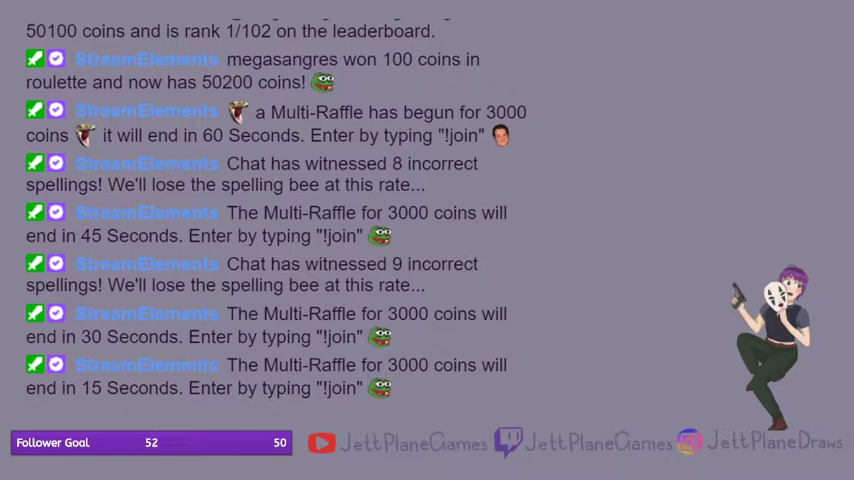 50100 coins and is rank 1/102 on the leaderboard.
StreamElements megasangres won 100 coins in
roulette and now has 50200 coins!
StreamElements a Multi-Raffle has begun for 3000
coins it will end in 60 Seconds. Enter by typing "!join"
StreamElements Chat has witnessed 8 incorrect
spellings! We'll lose the spelling bee at this rate...
StreamElements The Multi-Raffle for 3000 coins will
end in 45 Seconds. Enter by typing "!join"
StreamElements Chat has witnessed 9 incorrect
spellings! We'll lose the spelling bee at this rate...
StreamElements The Multi-Raffle for 3000 coins will
end in 30 Seconds. Enter by typing "!join"
StreamElements The Multi-Raffle for 3000 coins will
end in 15 Seconds. Enter by typing "!join"
Follower Goal 52 50 JettPlaneGames JettPlaneGames JettPlaneDraws